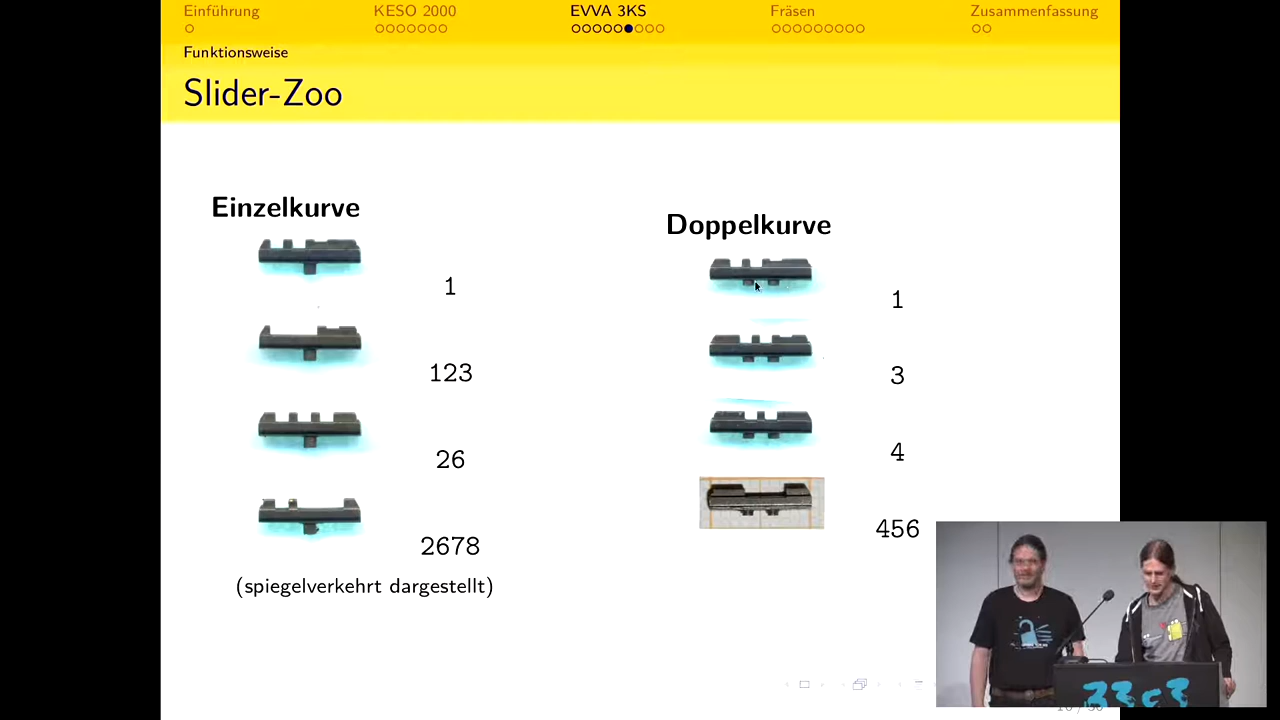 Einführung
KESO 2000
EVVA 3KS
Fräsen
Zusammenfassung
Funktionsweise
Slider-Zoo
Einzelkurve
1
123
26
2678
(spiegelverkehrt dargestellt)
Doppelkurve
1
3
4
456
33c3